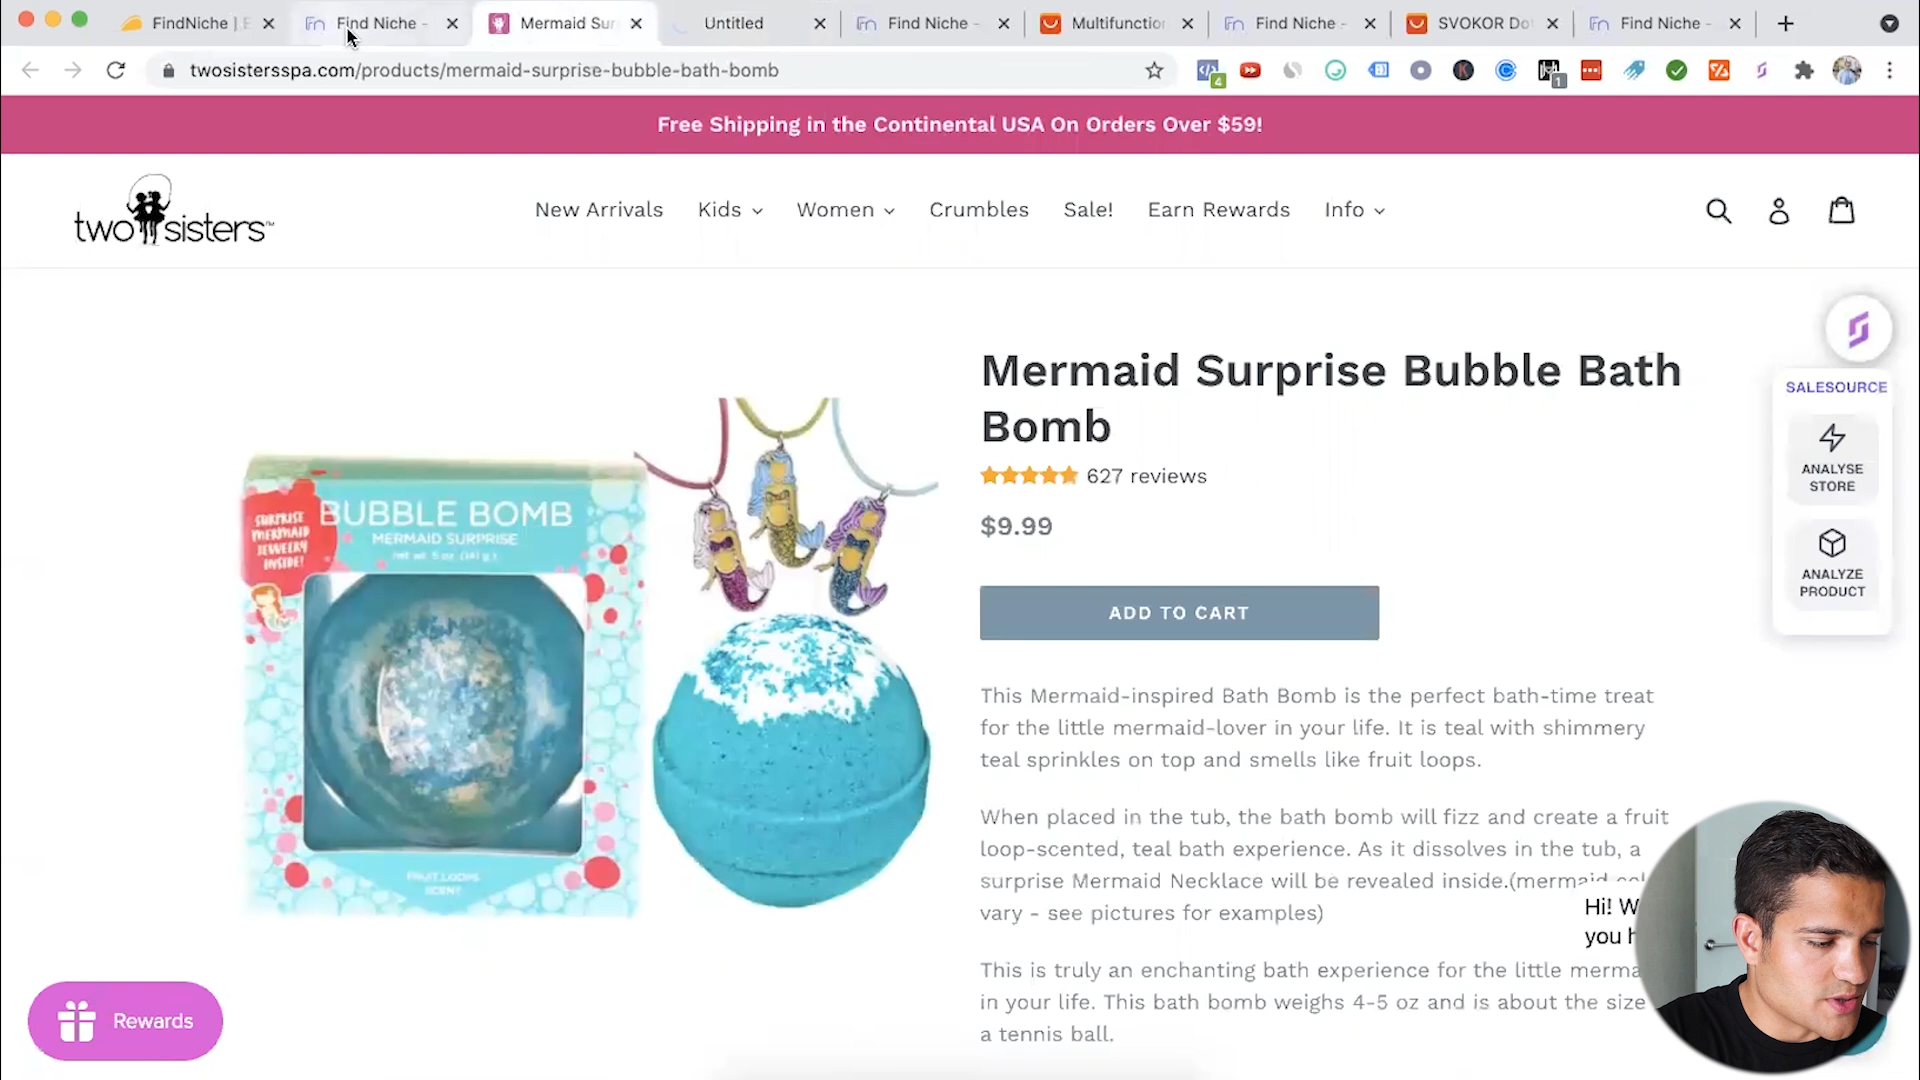 FindNiche | E
Find Niche -
Mermaid Sur
Untitled
Find Niche -
Multifunction
Find Niche -
SVOKOR Dot
Find Niche -
twosistersspa.com/products/mermaid-surprise-bubble-bath-bomb
4
1
Free Shipping in the Continental USA On Orders Over $59!
two sisters
New Arrivals
Kids
Women
Crumbles
Sale!
Earn Rewards
Info
Mermaid Surprise Bubble Bath
Bomb
627 reviews
$9.99
ADD TO CART
This Mermaid-inspired Bath Bomb is the perfect bath-time treat
for the little mermaid-lover in your life. It is teal with shimmery
teal sprinkles on top and smells like fruit loops.
When placed in the tub, the bath bomb will fizz and create a fruit
loop-scented, teal bath experience. As it dissolves in the tub, a
surprise Mermaid Necklace will be revealed inside.(mermaid
vary - see pictures for examples)
This is truly an enchanting bath experience for the little merma
in your life. This bath bomb weighs 4-5 oz and is about the size
a tennis ball.
SURPRISE
MERMAID
JEWELRY
INSIDE!
BUBBLE BOMB
MERMAID SURPRISE
net wt. 5 oz. (141 g)
FRUIT LOOPS
SCENT
SALESOURCE
ANALYSE
STORE
ANALYZE
PRODUCT
Hi! W
you h
Rewards